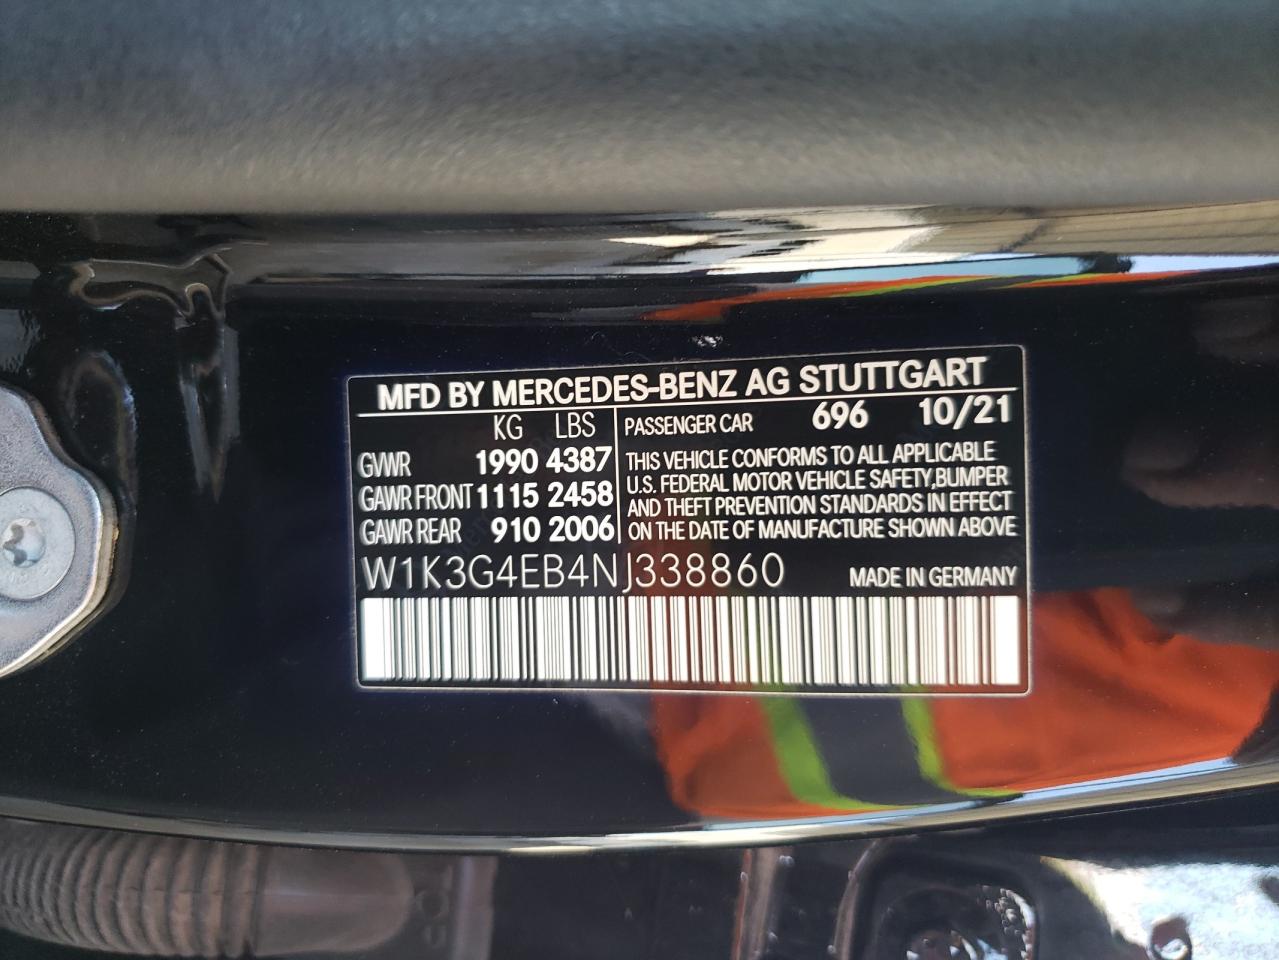 MFD BY MERCEDES-BENZ AG STUTTGART
KG LBS
GVWR 1990 4387
GAWR FRONT 1115 2458
GAWR REAR 910 2006
PASSENGER CAR 696 10/21
THIS VEHICLE CONFORMS TO ALL APPLICABLE
U.S. FEDERAL MOTOR VEHICLE SAFETY,BUMPER
AND THEFT PREVENTION STANDARDS IN EFFECT
ON THE DATE OF MANUFACTURE SHOWN ABOVE
W1K3G4EB4NJ338860 MADE IN GERMANY